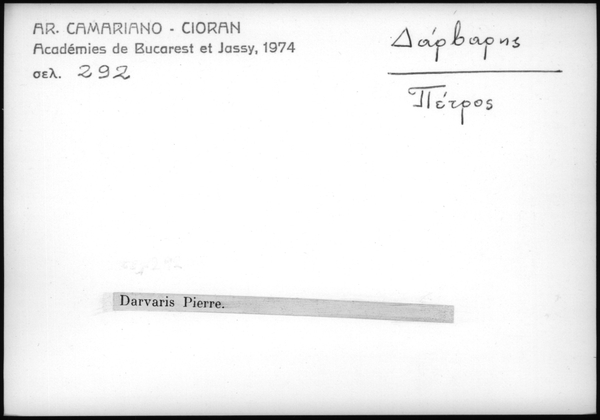 AR. CAMARIANO - CIORAN
Académies de Bucarest et Jassy, 1974
σελ. 292
Δάρβαρης
Πέτρος
Darvaris Pierre.